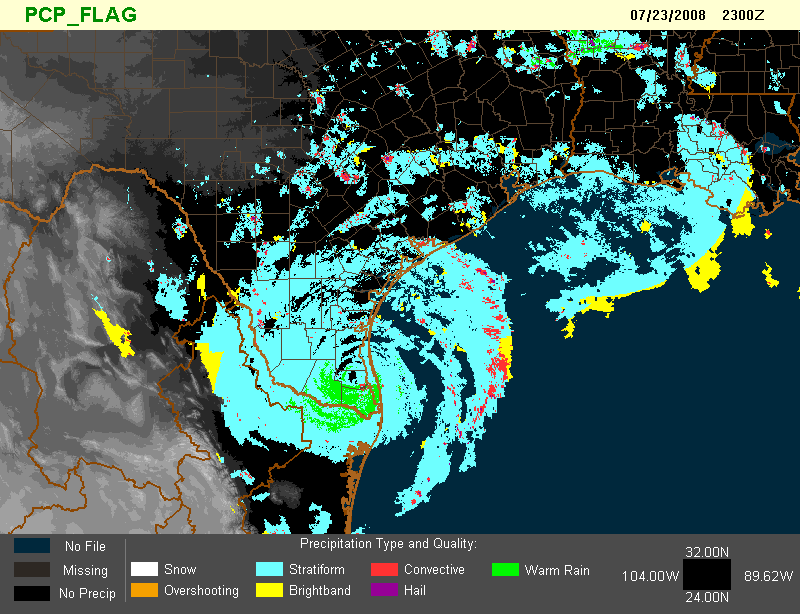 PCP_FLAG 07/23/2008 2300Z
Precipitation Type and Quality:
No File
32.00N
Missing Snow Stratiform Convective Warm Rain
104.00W 89.62W
No Precip Overshooting Brightband Hail
24.00N